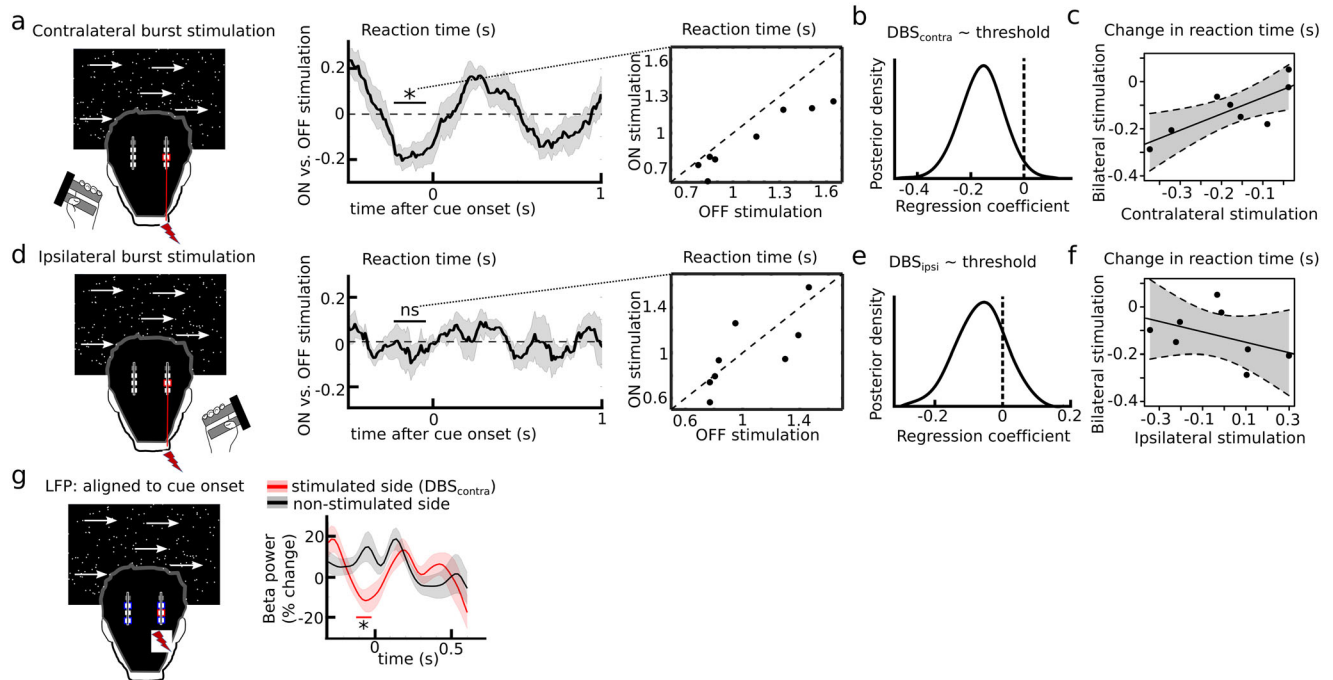 a
Contralateral burst stimulation
Reaction time (s)
ON vs. OFF stimulation
0.2
0
-0.2
*
0
1
time after cue onset (s)
Reaction time (s)
ON stimulation
1.6
1.3
1
0.7
0.7
1
1.3
1.6
OFF stimulation
b
DBScontra ~ threshold
Posterior density
-0.4
-0.2
0
Regression coefficient
c
Change in reaction time (s)
Bilateral stimulation
0
-0.2
-0.4
-0.3
-0.2
-0.1
Contralateral stimulation
d
Ipsilateral burst stimulation
Reaction time (s)
ON vs. OFF stimulation
0.2
0
-0.2
ns
0
1
time after cue onset (s)
Reaction time (s)
ON stimulation
1.4
1
0.6
0.6
1
1.4
OFF stimulation
e
DBSipsi ~ threshold
Posterior density
-0.2
0
0.2
Regression coefficient
f
Change in reaction time (s)
Bilateral stimulation
0
-0.2
-0.4
-0.3
-0.1
0.1
0.3
Ipsilateral stimulation
g
LFP: aligned to cue onset
stimulated side (DBScontra)
non-stimulated side
Beta power
(% change)
20
0
-20
*
0
0.5
time (s)